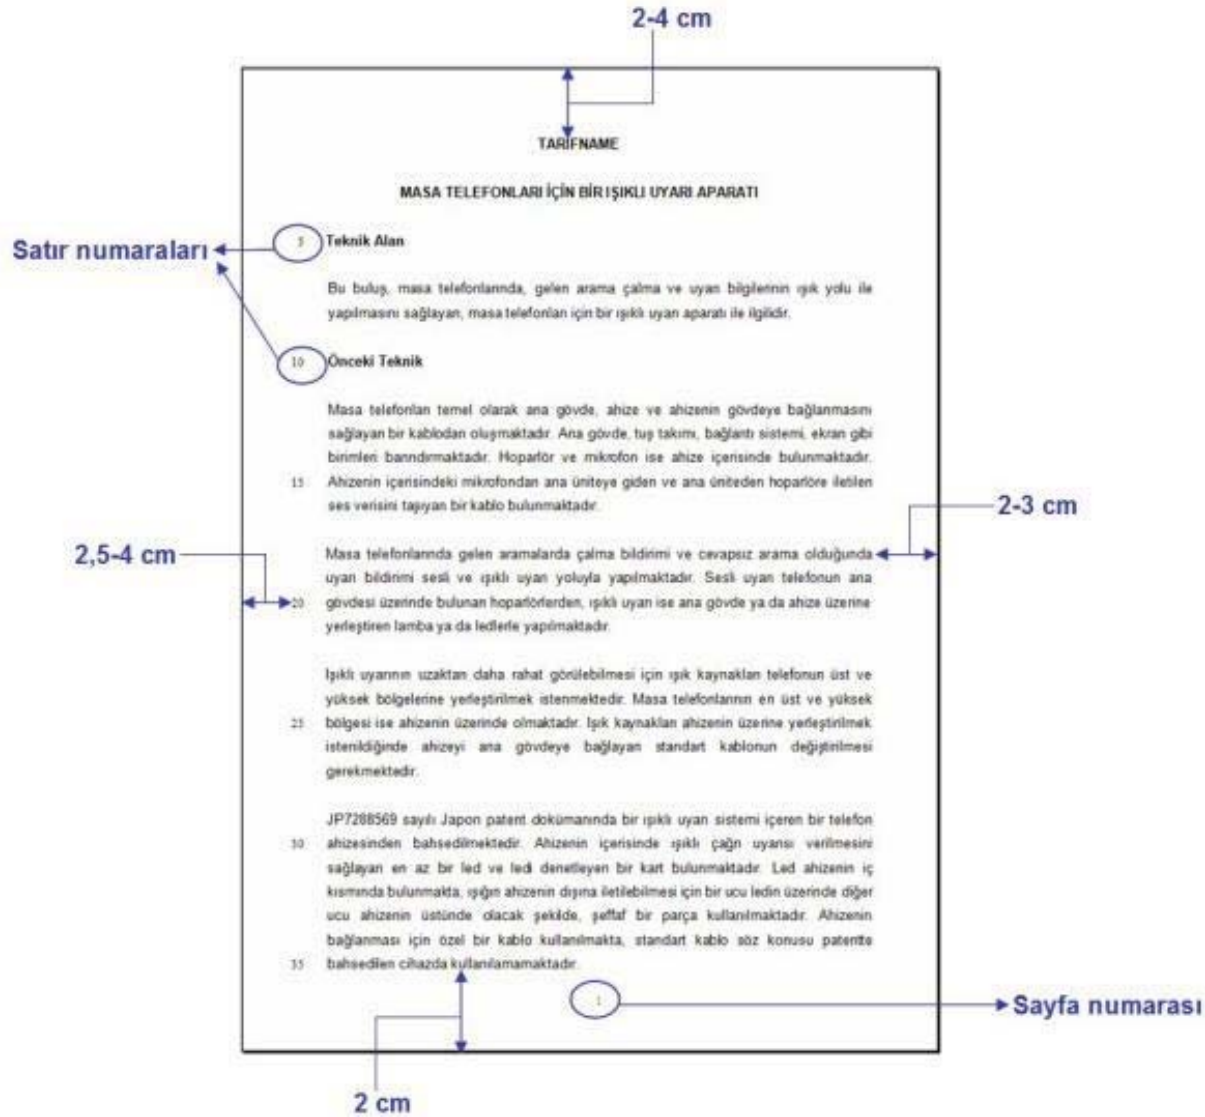 2-4 cm
TARİFNAME
MASA TELEFONLARI İÇİN BİR IŞIKLI UYARI APARATI
Satır numaraları
5 Teknik Alan
Bu buluş, masa telefonlarında, gelen arama çalma ve uyarı bilgilerinin ışık yolu ile
yapılmasını sağlayan, masa telefonları için bir ışıklı uyarı aparatı ile ilgilidir.
10 Önceki Teknik
Masa telefonları temel olarak ana gövde, ahize ve ahizenin gövdeye bağlanmasını
sağlayan bir kablodan oluşmaktadır. Ana gövde, tuş takımı, bağlantı sistemi, ekran gibi
birimleri barındırmaktadır. Hoparlör ve mikrofon ise ahize içerisinde bulunmaktadır.
15 Ahizenin içerisindeki mikrofondan ana üniteye giden ve ana üniteden hoparlöre iletilen
ses verisini taşıyan bir kablo bulunmaktadır.
2-3 cm
2,5-4 cm
Masa telefonlarında gelen aramalarda çalma bildirimi ve cevapsız arama olduğunda
uyarı bildirimi sesli ve ışıklı uyarı yoluyla yapılmaktadır. Sesli uyarı telefonun ana
20 gövdesi üzerinde bulunan hoparlörlerden, ışıklı uyarı ise ana gövde ya da ahize üzerine
yerleştiren lamba ya da ledlerle yapılmaktadır.
Işıklı uyarının uzaktan daha rahat görülebilmesi için ışık kaynakları telefonun üst ve
yüksek bölgelerine yerleştirilmek istenmektedir. Masa telefonlarının en üst ve yüksek
25 bölgesi ise ahizenin üzerinde olmaktadır. Işık kaynakları ahizenin üzerine yerleştirilmek
istenildiğinde ahizeyi ana gövdeye bağlayan standart kablonun değiştirilmesi
gerekmektedir.
JP7288569 sayılı Japon patent dokümanında bir ışıklı uyarı sistemi içeren bir telefon
30 ahizesinden bahsedilmektedir. Ahizenin içerisinde ışıklı çağrı uyarısı verilmesini
sağlayan en az bir led ve ledi denetleyen bir kart bulunmaktadır. Led ahizenin iç
kısmında bulunmakta, ışığın ahizenin dışına iletilebilmesi için bir ucu ledin üzerinde diğer
ucu ahizenin üstünde olacak şekilde, şeffaf bir parça kullanılmaktadır. Ahizenin
bağlanması için özel bir kablo kullanılmakta, standart kablo söz konusu patentte
35 bahsedilen cihazda kullanılamamaktadır.
1
Sayfa numarası
2 cm